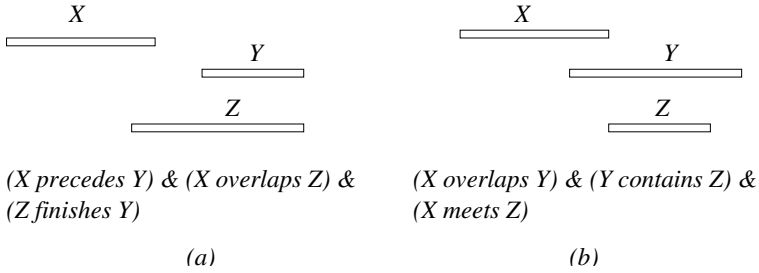 X
X
Y
Y
Z
Z
(X precedes Y) & (X overlaps Z) &
(Z finishes Y)
(X overlaps Y) & (Y contains Z) &
(X meets Z)
(a)
(b)